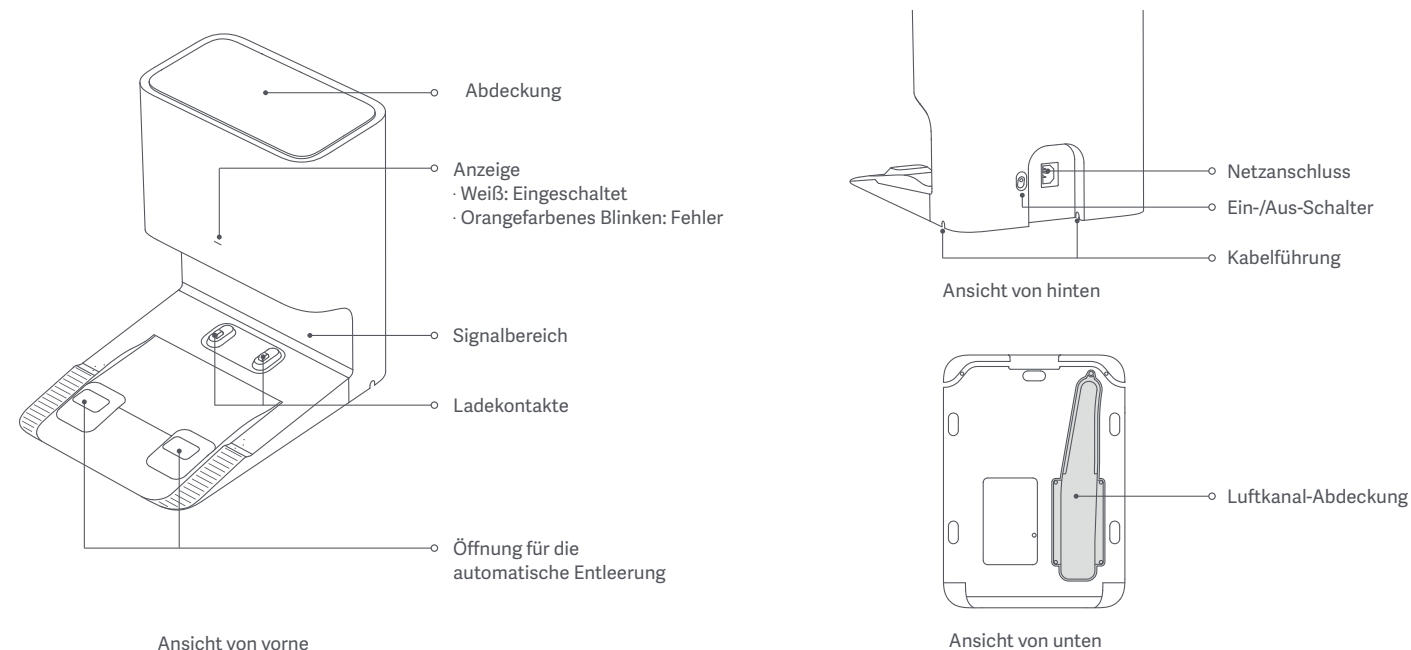 Abdeckung
Anzeige
· Weiß: Eingeschaltet
· Orangefarbenes Blinken: Fehler
Signalbereich
Ladekontakte
Öffnung für die
automatische Entleerung
Ansicht von vorne
Netzanschluss
Ein-/Aus-Schalter
Kabelführung
Ansicht von hinten
Luftkanal-Abdeckung
Ansicht von unten